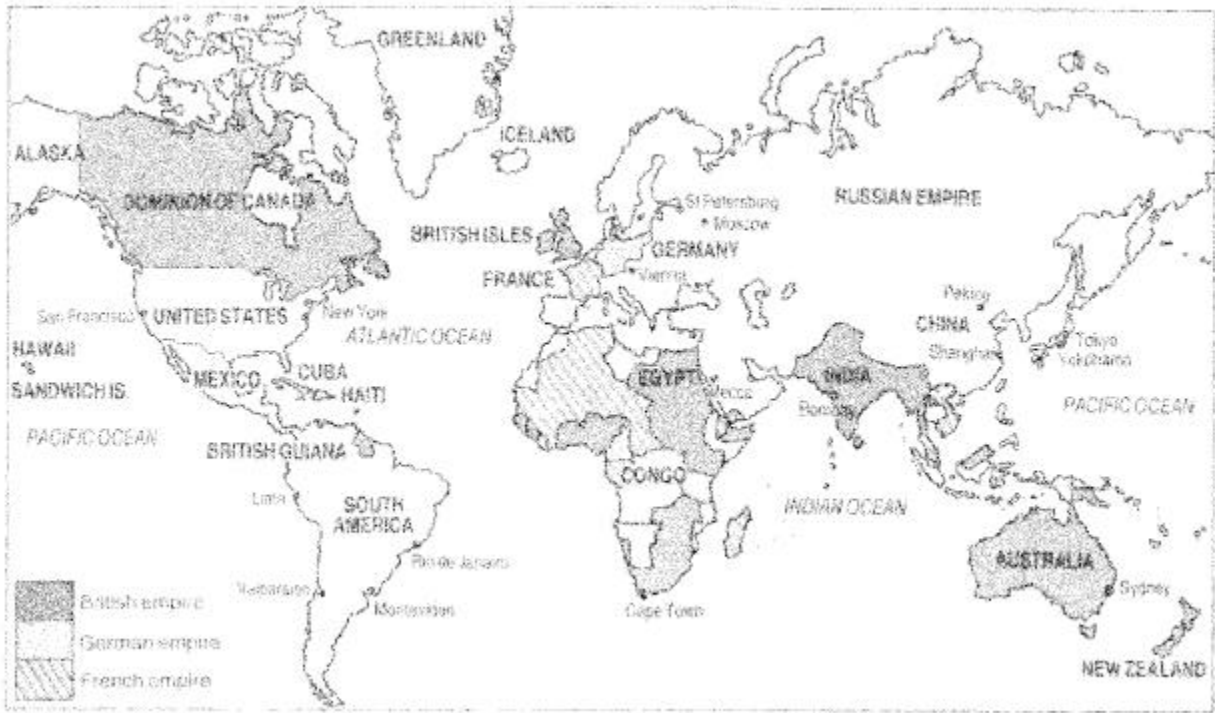 GREENLAND
ICELAND
ALASKA
DOMINION OF CANADA
BRITISH ISLES
FRANCE
GERMANY
St Petersburg
Moscow
Vienna
RUSSIAN EMPIRE
San Francisco
UNITED STATES
New York
ATLANTIC OCEAN
HAWAII
SANDWICH IS.
MEXICO
CUBA
HAITI
PACIFIC OCEAN
BRITISH GUIANA
Lima
SOUTH
AMERICA
Rio de Janeiro
Valparaiso
Montevideo
EGYPT
Mecca
CONGO
Cape Town
INDIA
Bombay
INDIAN OCEAN
Peking
CHINA
Shanghai
Tokyo
Yokohama
PACIFIC OCEAN
AUSTRALIA
Sydney
NEW ZEALAND
British empire
German empire
French empire